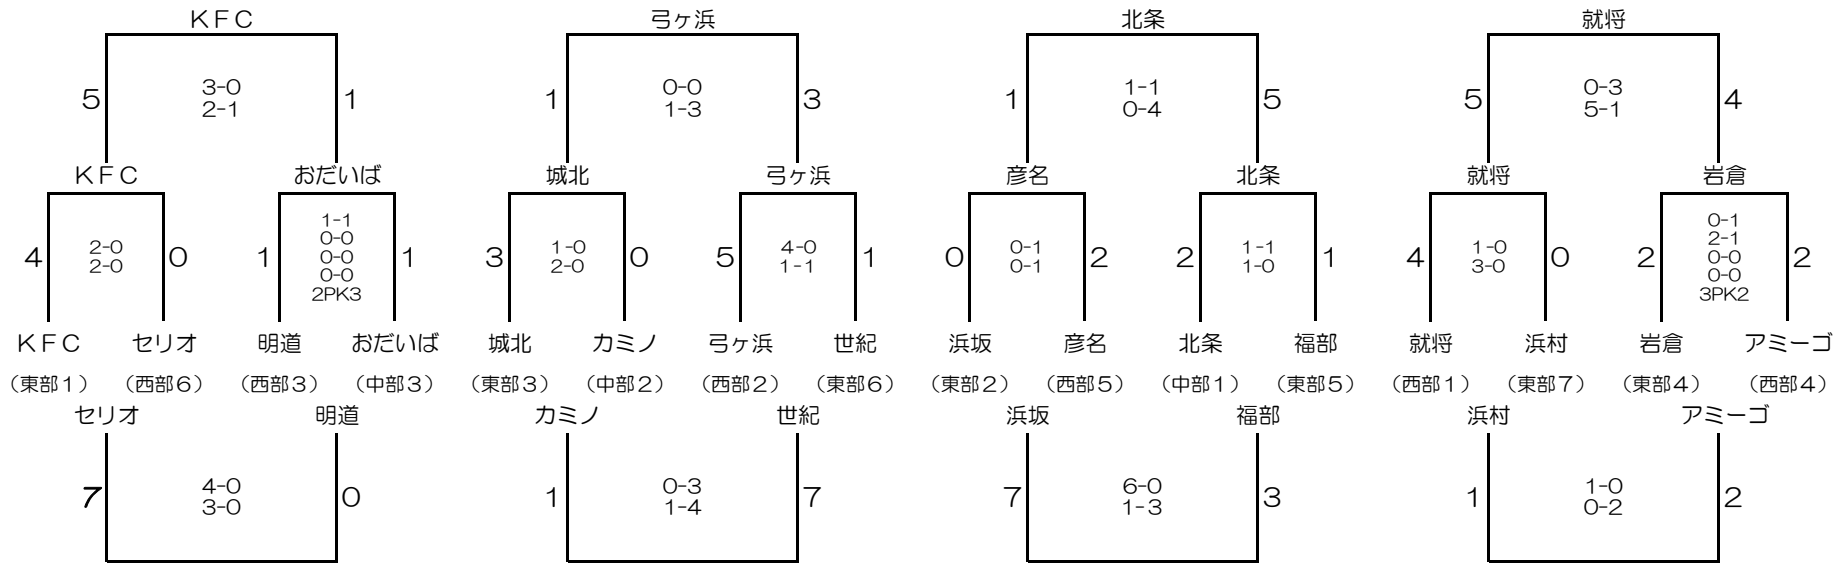 ＫＦＣ 弓ヶ浜 北条 就将
5 3-0 1 1 0-0 3 1 1-1 5 5 0-3 4
2-1 1-3 0-4 5-1
ＫＦＣ おだいば 城北 弓ヶ浜 彦名 北条 就将 岩倉
4 2-0 0 1 1-1 1 3 1-0 0 5 4-0 1 0 0-1 2 2 1-1 1 4 1-0 0 2 0-1 2
2-0 0-0 2-0 1-1 0-1 1-0 3-0 2-1
0-0 0-0
0-0 0-0
2PK3 3PK2
ＫＦＣ セリオ 明道 おだいば 城北 カミノ 弓ヶ浜 世紀 浜坂 彦名 北条 福部 就将 浜村 岩倉 アミーゴ
（東部１） （西部６） （西部３） （中部３） （東部３） （中部２） （西部２） （東部６） （東部２） （西部５） （中部１） （東部５） （西部１） （東部７） （東部４） （西部４）
セリオ 明道 カミノ 世紀 浜坂 福部 浜村 アミーゴ
7 4-0 0 1 0-3 7 7 6-0 3 1 1-0 2
3-0 1-4 1-3 0-2